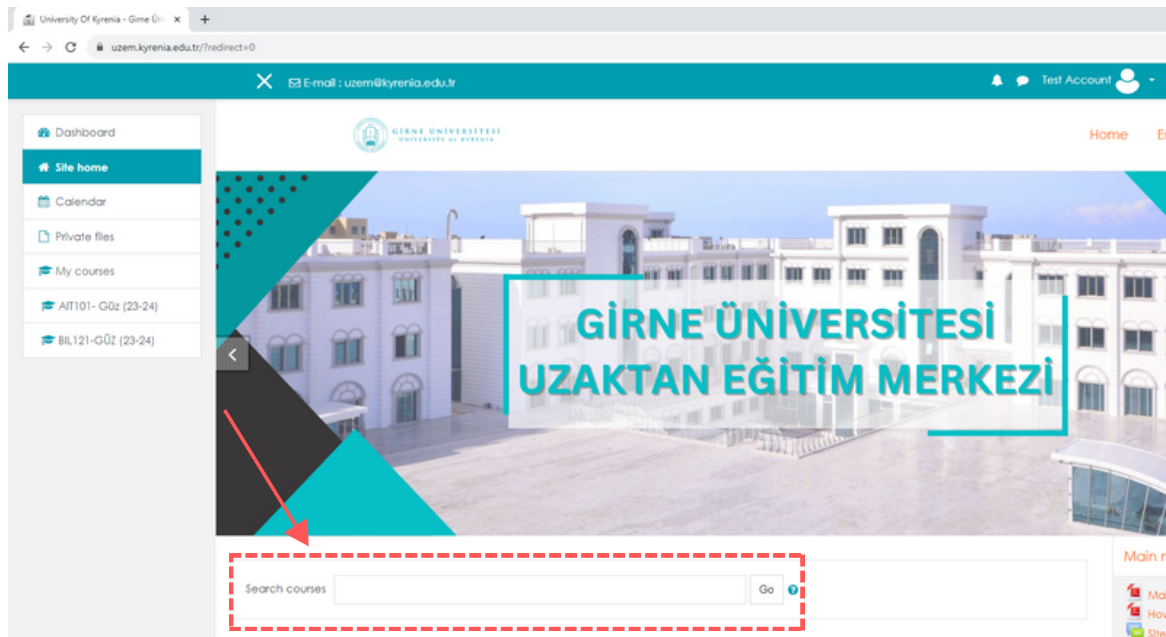 University Of Kyrenia - Girne Ün
uzem.kyrenia.edu.tr/?redirect=0
E-mail : uzem@kyrenia.edu.tr
Test Account
Dashboard
Site home
Calendar
Private files
My courses
AIT101- Güz (23-24)
BIL121-GÜZ (23-24)
GİRNE ÜNİVERSİTESİ
UNIVERSITY OF KYRENIA
Home
GİRNE ÜNİVERSİTESİ
UZAKTAN EĞİTİM MERKEZİ
Search courses
Go
Main
Site